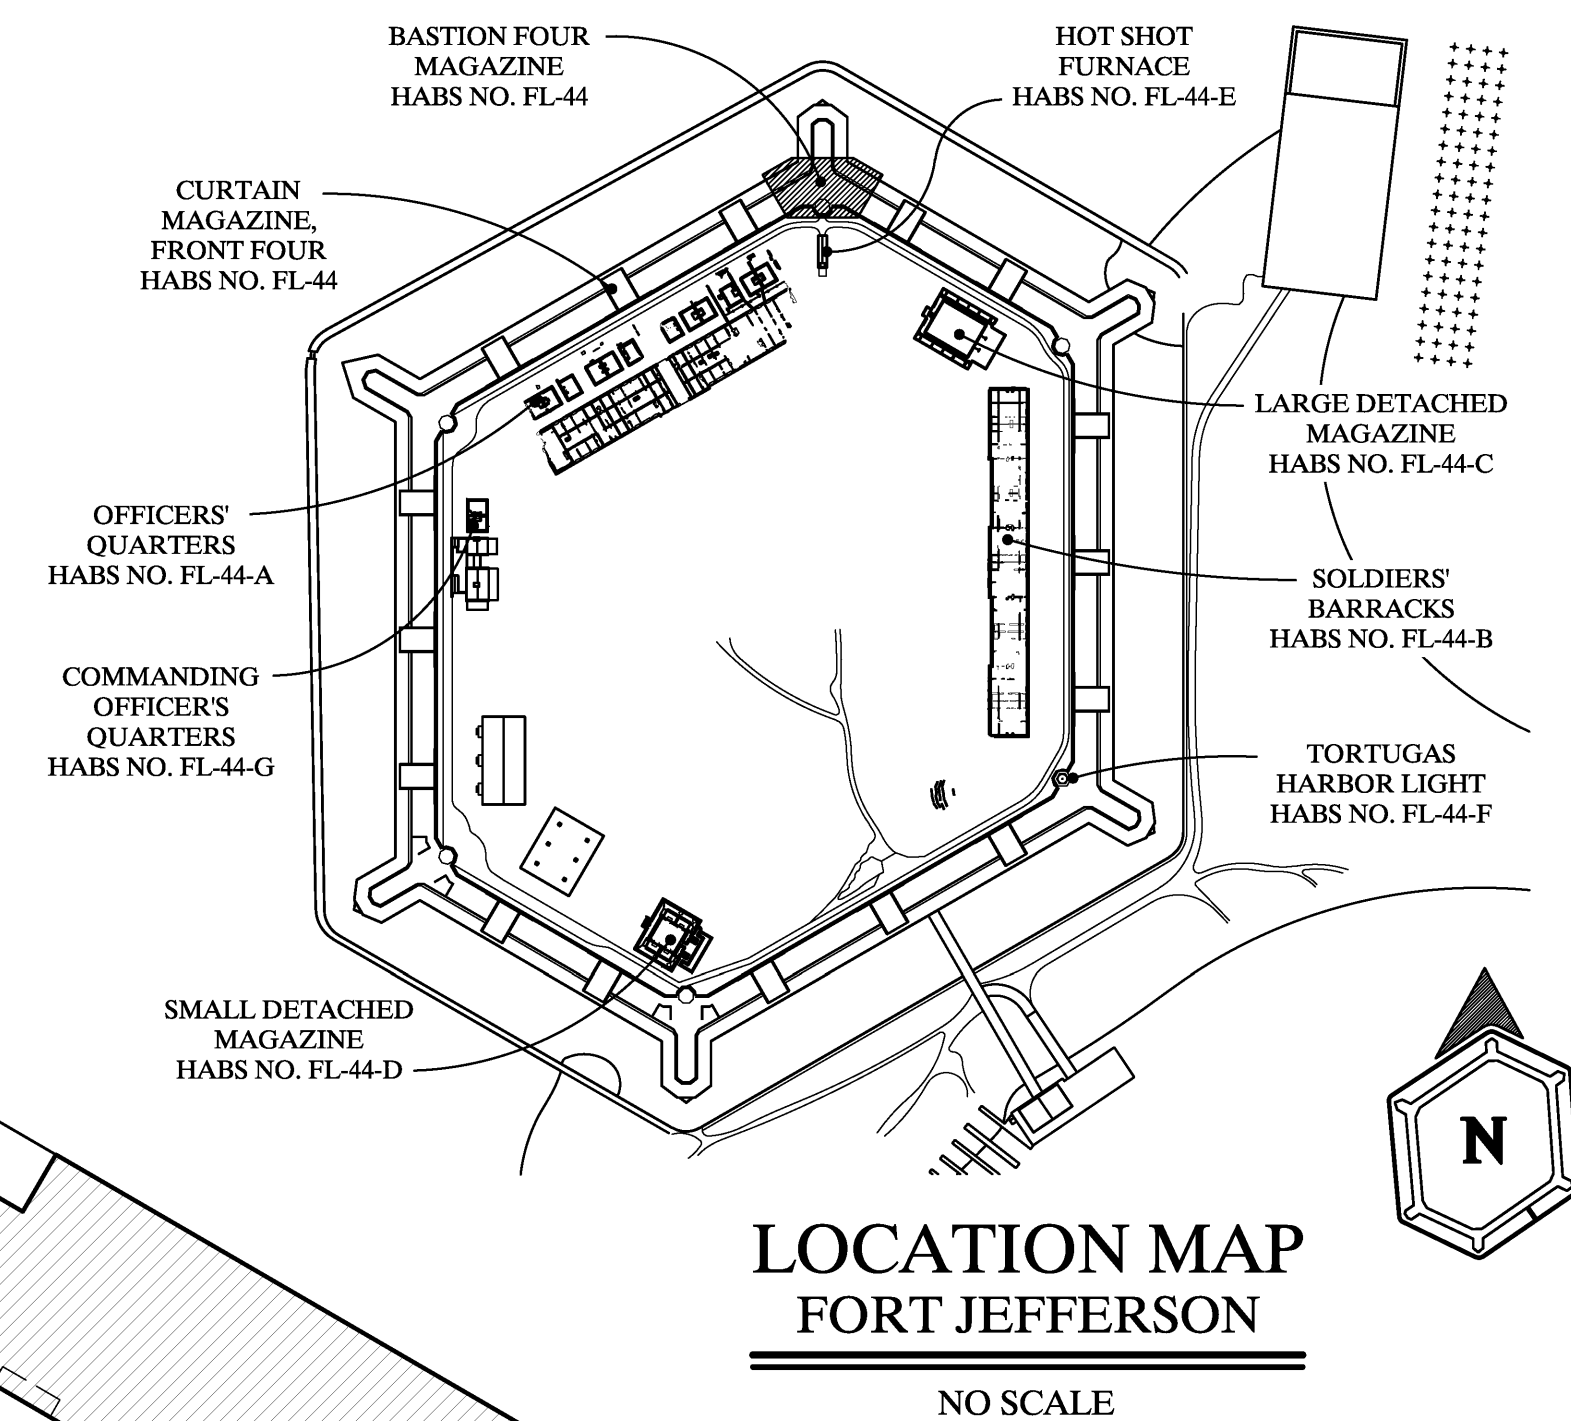 BASTION FOUR
MAGAZINE
HABS NO. FL-44
HOT SHOT
FURNACE
HABS NO. FL-44-E
CURTAIN
MAGAZINE,
FRONT FOUR
HABS NO. FL-44
LARGE DETACHED
MAGAZINE
HABS NO. FL-44-C
OFFICERS'
QUARTERS
HABS NO. FL-44-A
SOLDIERS'
BARRACKS
HABS NO. FL-44-B
COMMANDING
OFFICER'S
QUARTERS
HABS NO. FL-44-G
TORTUGAS
HARBOR LIGHT
HABS NO. FL-44-F
SMALL DETACHED
MAGAZINE
HABS NO. FL-44-D
N
LOCATION MAP
FORT JEFFERSON
NO SCALE